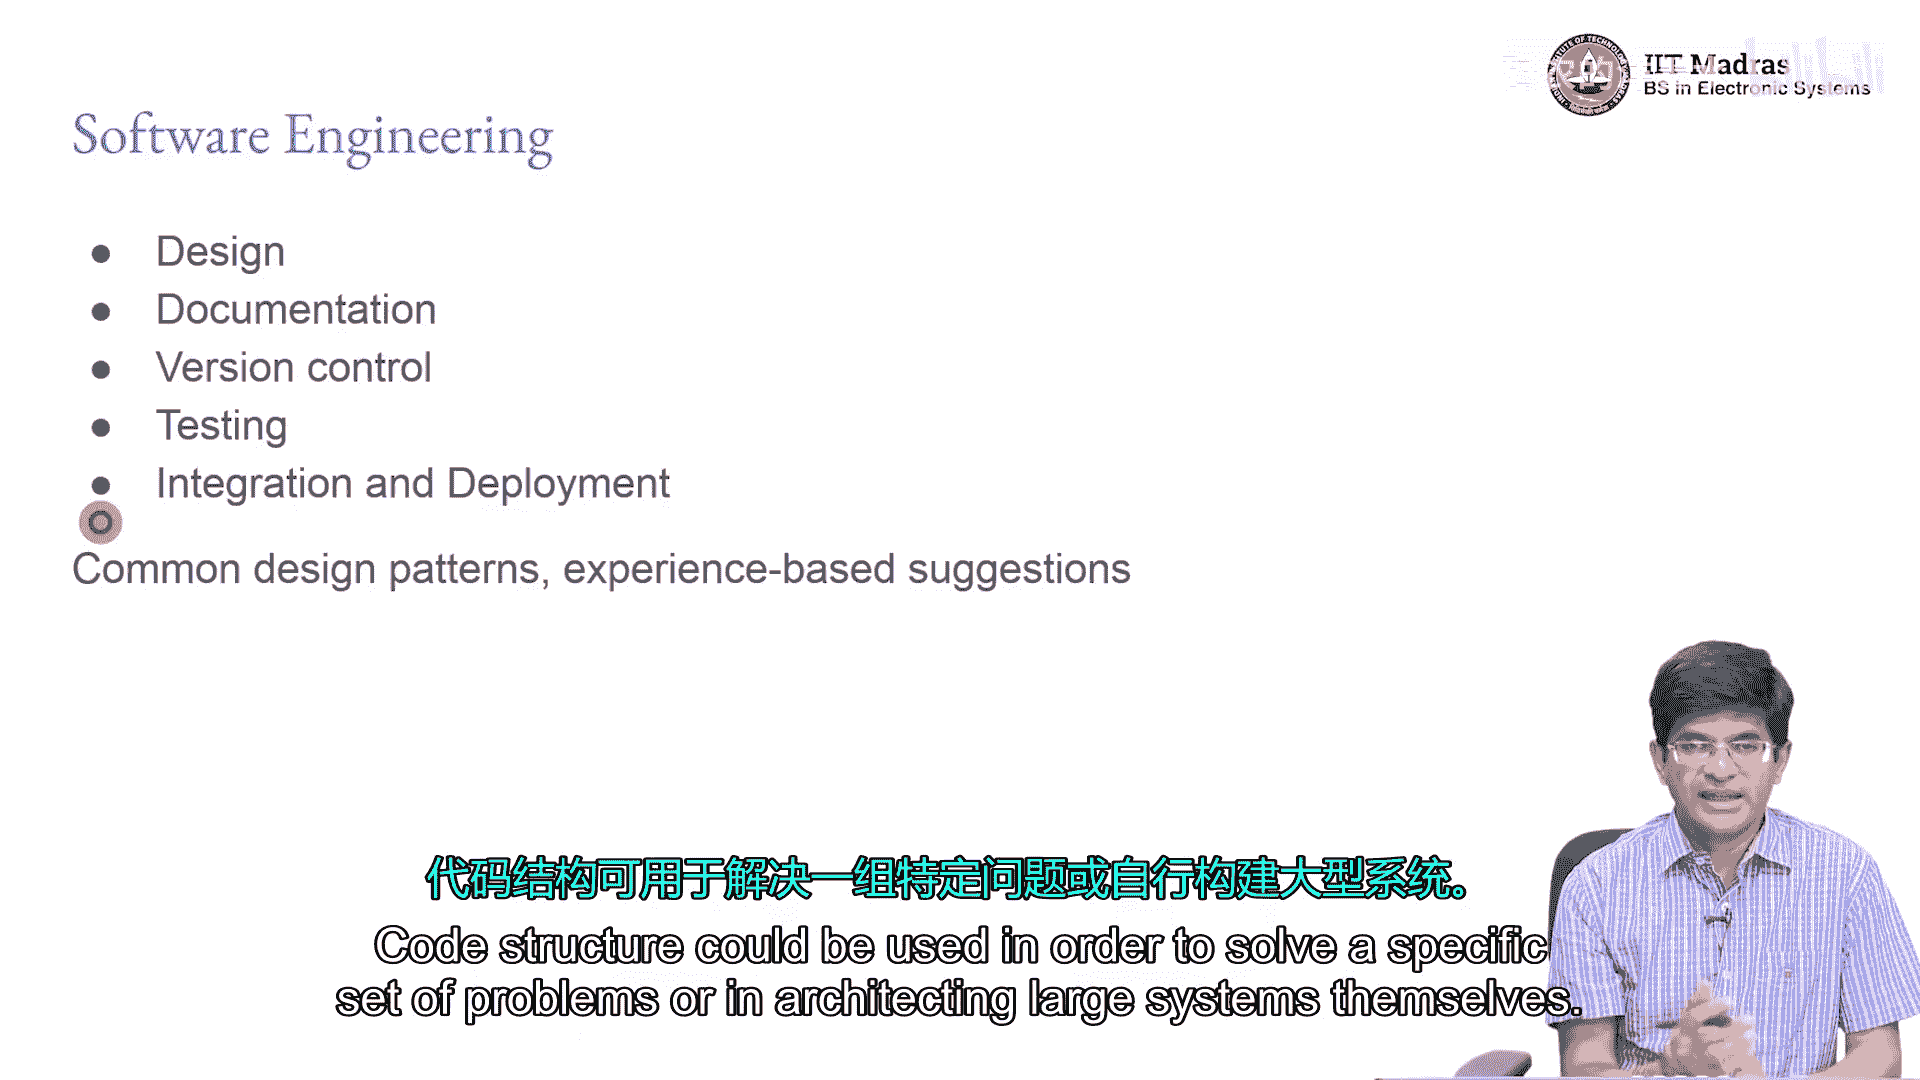 IIT Madras
BS in Electronic Systems
Software Engineering
● Design
● Documentation
● Version control
● Testing
● Integration and Deployment
Common design patterns, experience-based suggestions
代码结构可用于解决一组特定问题或自行构建大型系统。
Code structure could be used in order to solve a specific
set of problems or in architecting large systems themselves.